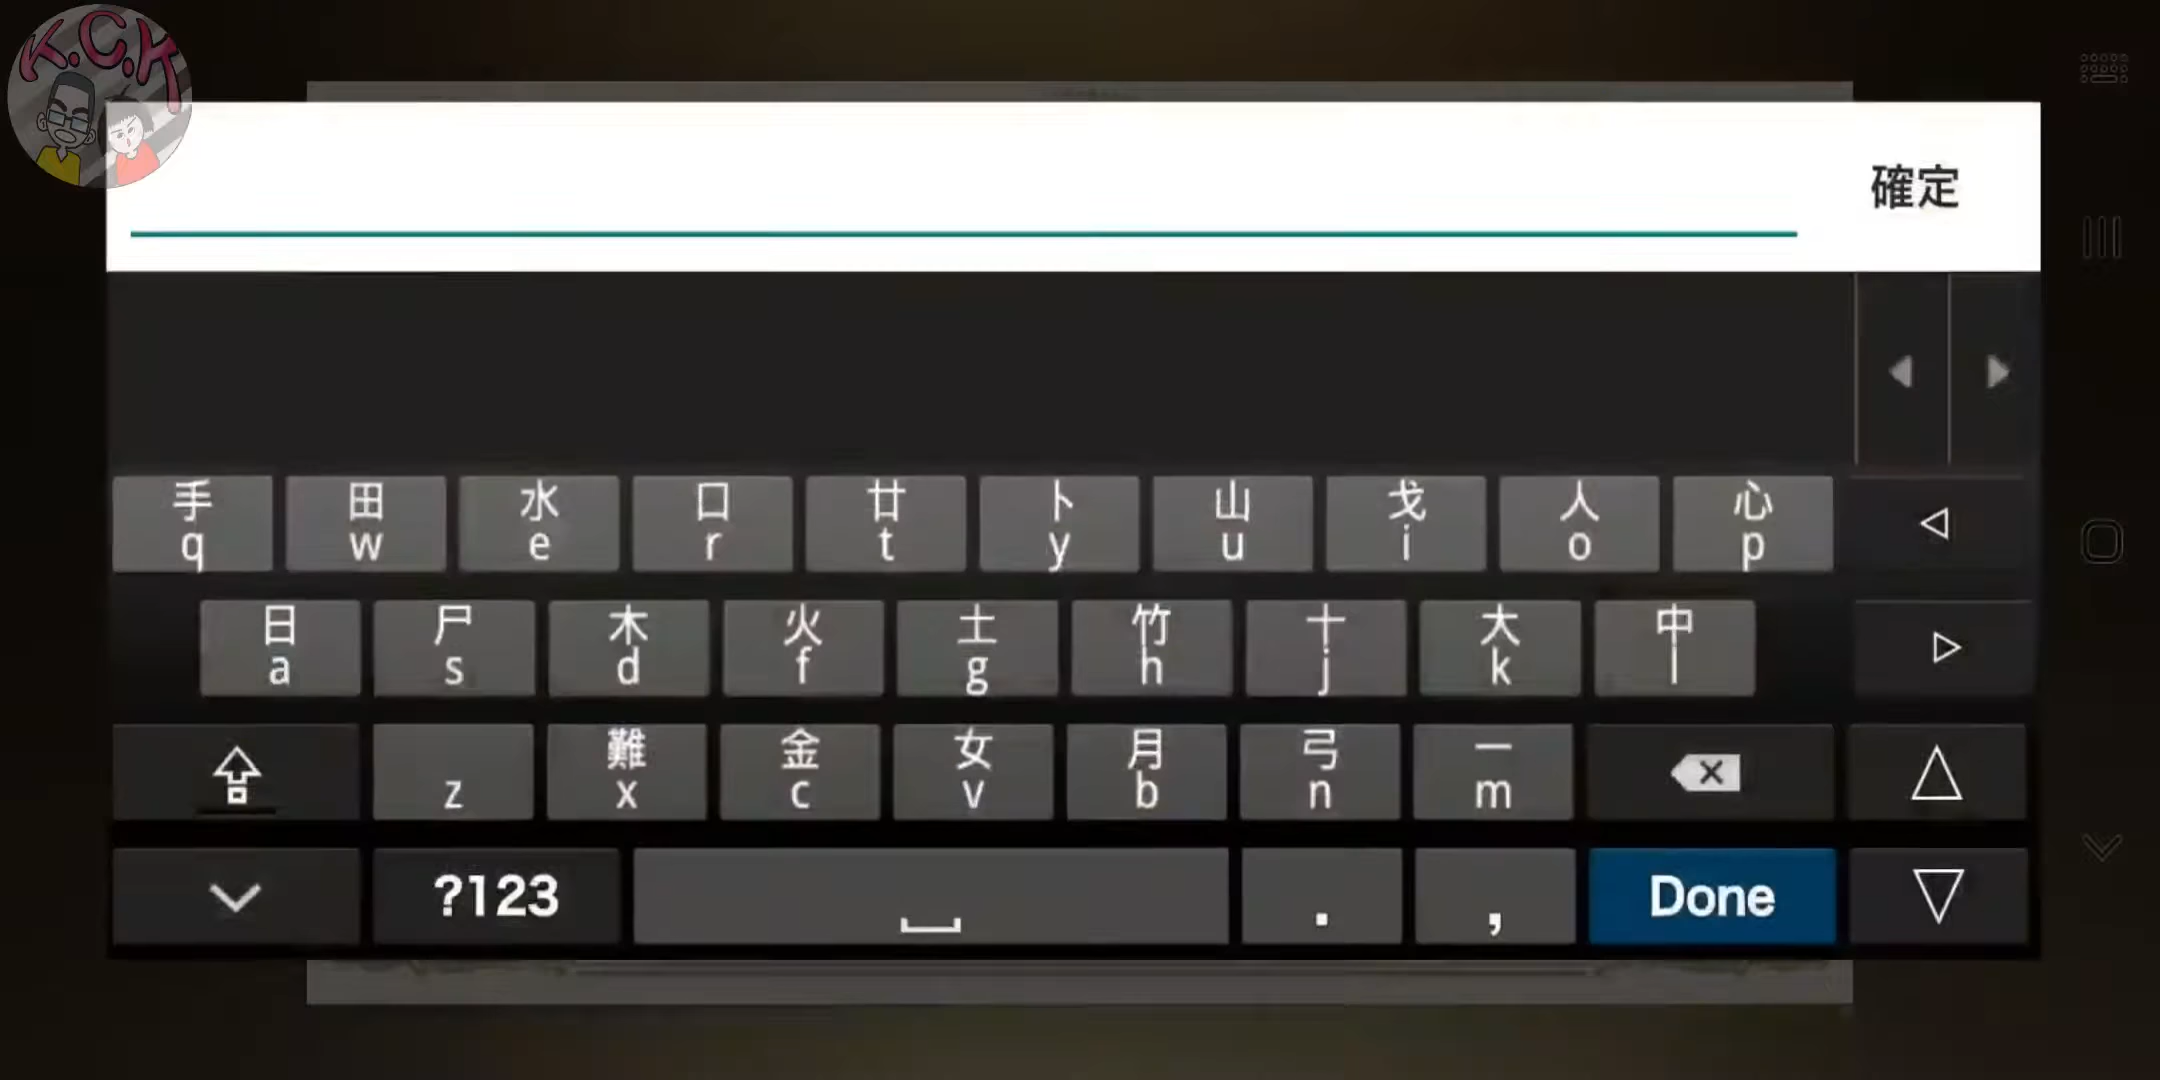 K.C.K
確定
手 田 水 口 廿 卜 山 戈 人 心
q w e r t y u i o p
日 尸 木 火 土 竹 十 大 中
a s d f g h j k l
難 金 女 月 弓 一
z x c v b n m
?123 . , Done